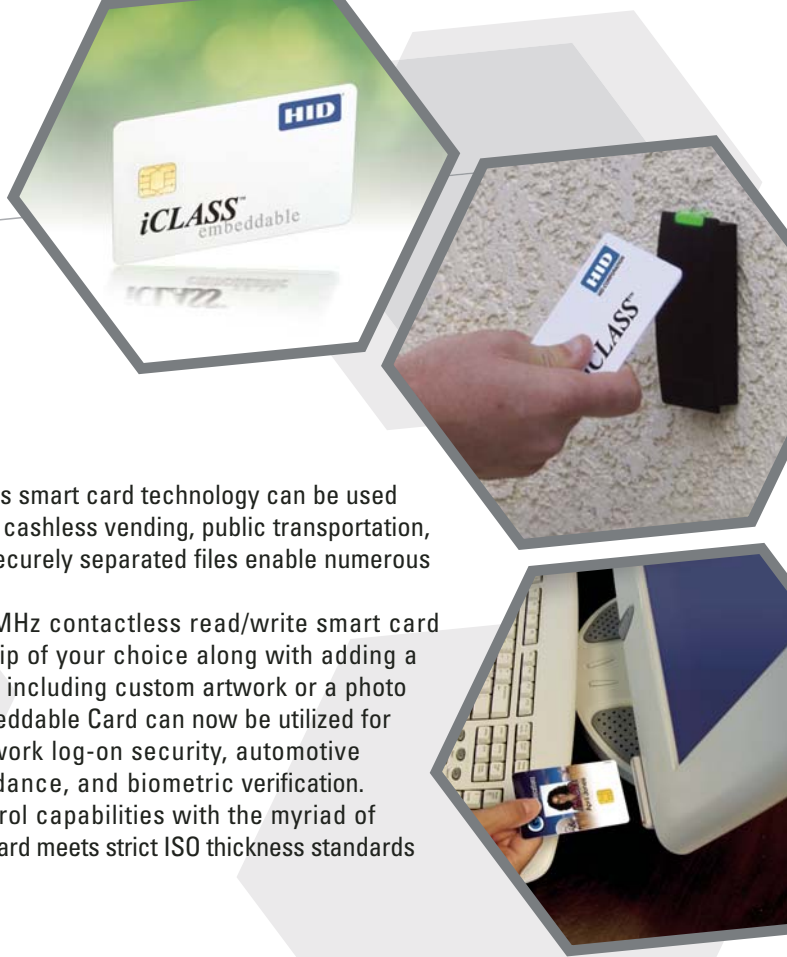 HID
iCLASS™
embeddable
HID
iCLASS™
s smart card technology can be used
cashless vending, public transportation,
ecurely separated files enable numerous
MHz contactless read/write smart card
ip of your choice along with adding a
including custom artwork or a photo
eddable Card can now be utilized for
work log-on security, automotive
dance, and biometric verification.
rol capabilities with the myriad of
ard meets strict ISO thickness standards